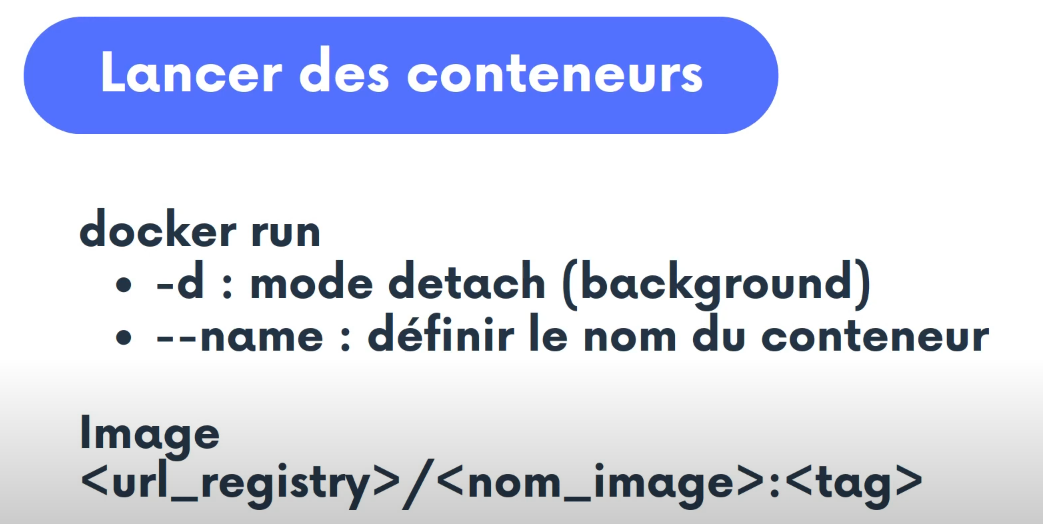 Lancer des conteneurs
docker run
• -d : mode detach (background)
• --name : définir le nom du conteneur
Image
<url_registry>/<nom_image>:<tag>